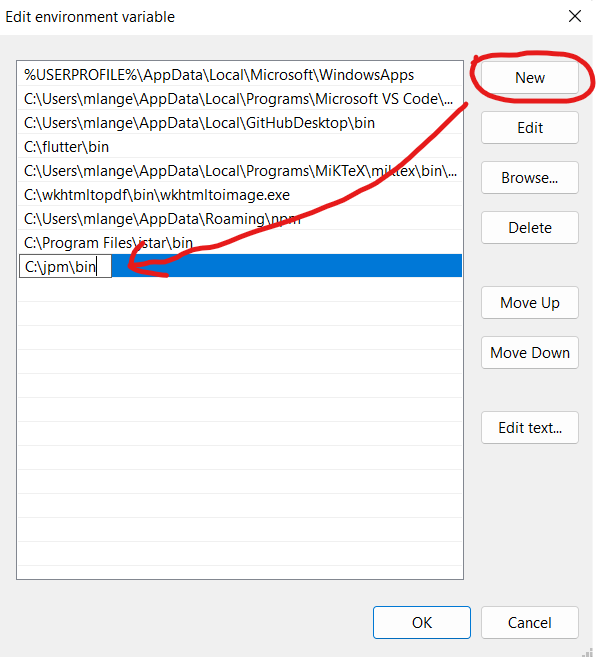 Edit environment variable
%USERPROFILE%\AppData\Local\Microsoft\WindowsApps
C:\Users\mlange\AppData\Local\Programs\Microsoft VS Code\...
C:\Users\mlange\AppData\Local\GitHubDesktop\bin
C:\flutter\bin
C:\Users\mlange\AppData\Local\Programs\MiKTeX\miktex\bin\...
C:\wkhtmltopdf\bin\wkhtmltoimage.exe
C:\Users\mlange\AppData\Roaming\npm
C:\Program Files\jstar\bin
C:\jpm\bin
New
Edit
Browse...
Delete
Move Up
Move Down
Edit text...
OK
Cancel